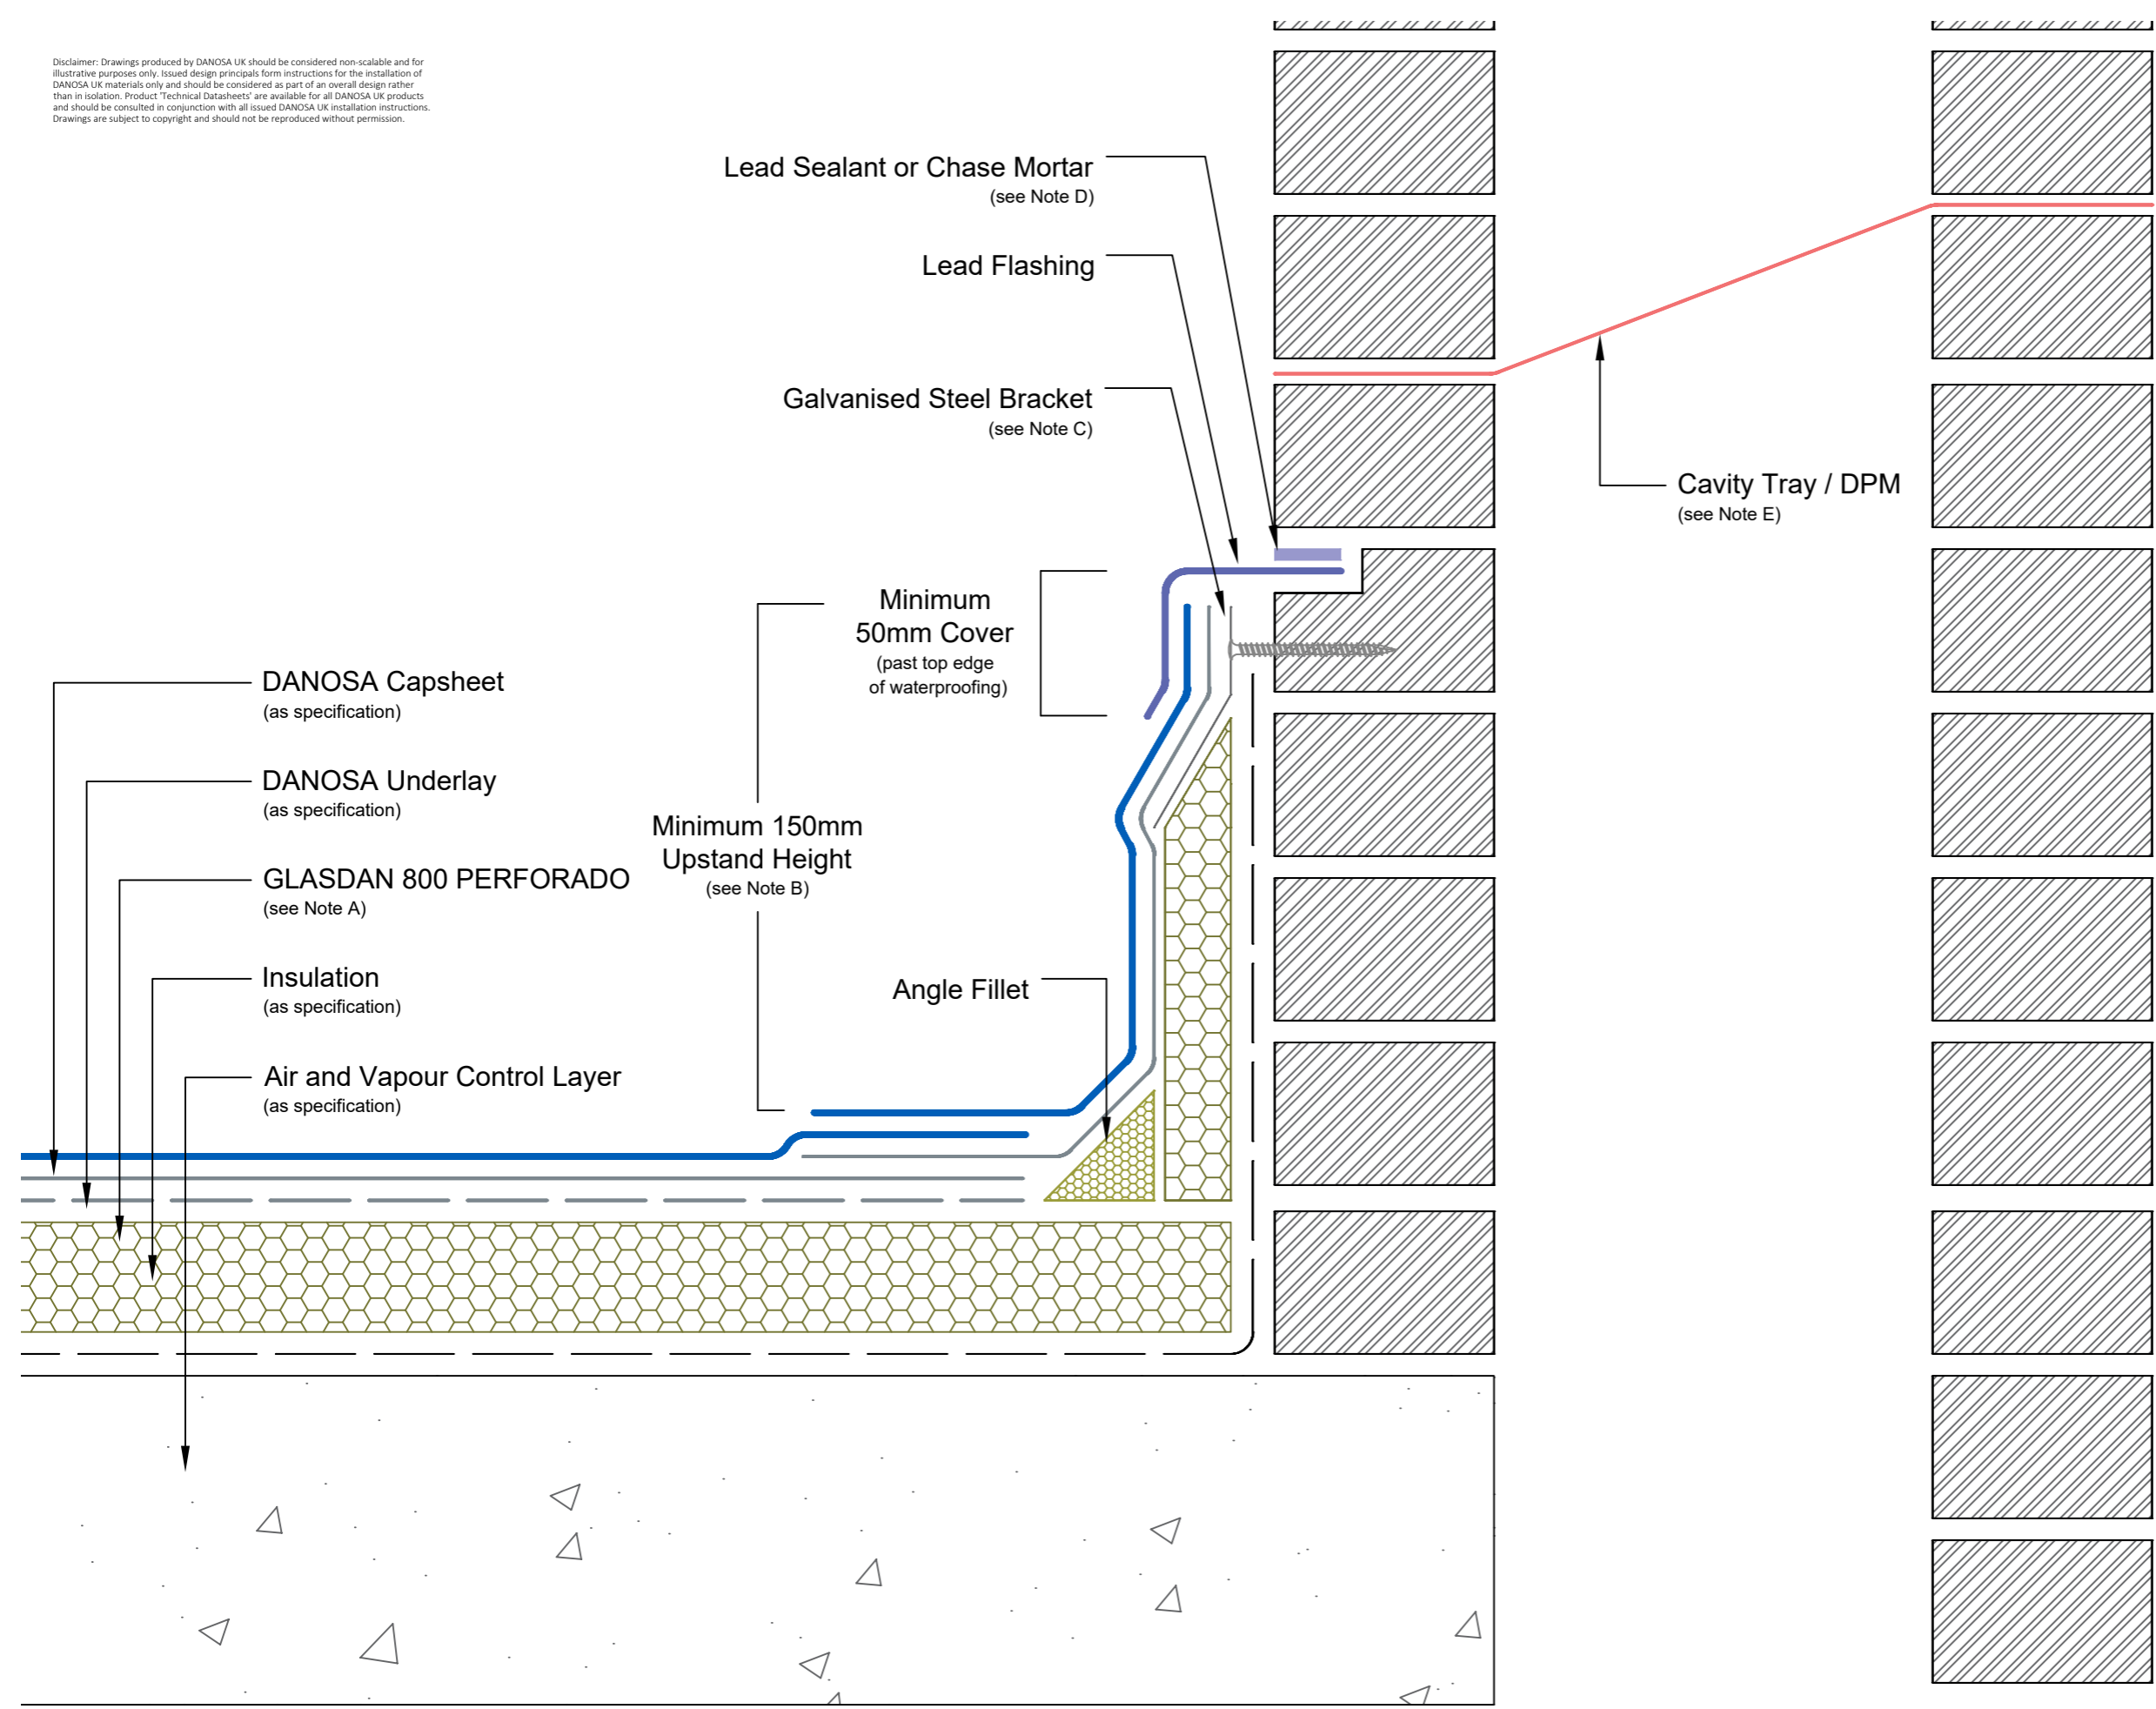 Disclaimer: Drawings produced by DANOSA UK should be considered non-scalable and for
illustrative purposes only. Issued design principals form instructions for the installation of
DANOSA UK materials only and should be considered as part of an overall design rather
than in isolation. Product 'Technical Datasheets' are available for all DANOSA UK products
and should be consulted in conjunction with all issued DANOSA UK installation instructions.
Drawings are subject to copyright and should not be reproduced without permission.
Lead Sealant or Chase Mortar
(see Note D)
Lead Flashing
Galvanised Steel Bracket
(see Note C)
Cavity Tray / DPM
(see Note E)
Minimum
50mm Cover
(past top edge
of waterproofing)
DANOSA Capsheet
(as specification)
DANOSA Underlay
(as specification)
Minimum 150mm
Upstand Height
(see Note B)
GLASDAN 800 PERFORADO
(see Note A)
Insulation
(as specification)
Angle Fillet
Air and Vapour Control Layer
(as specification)